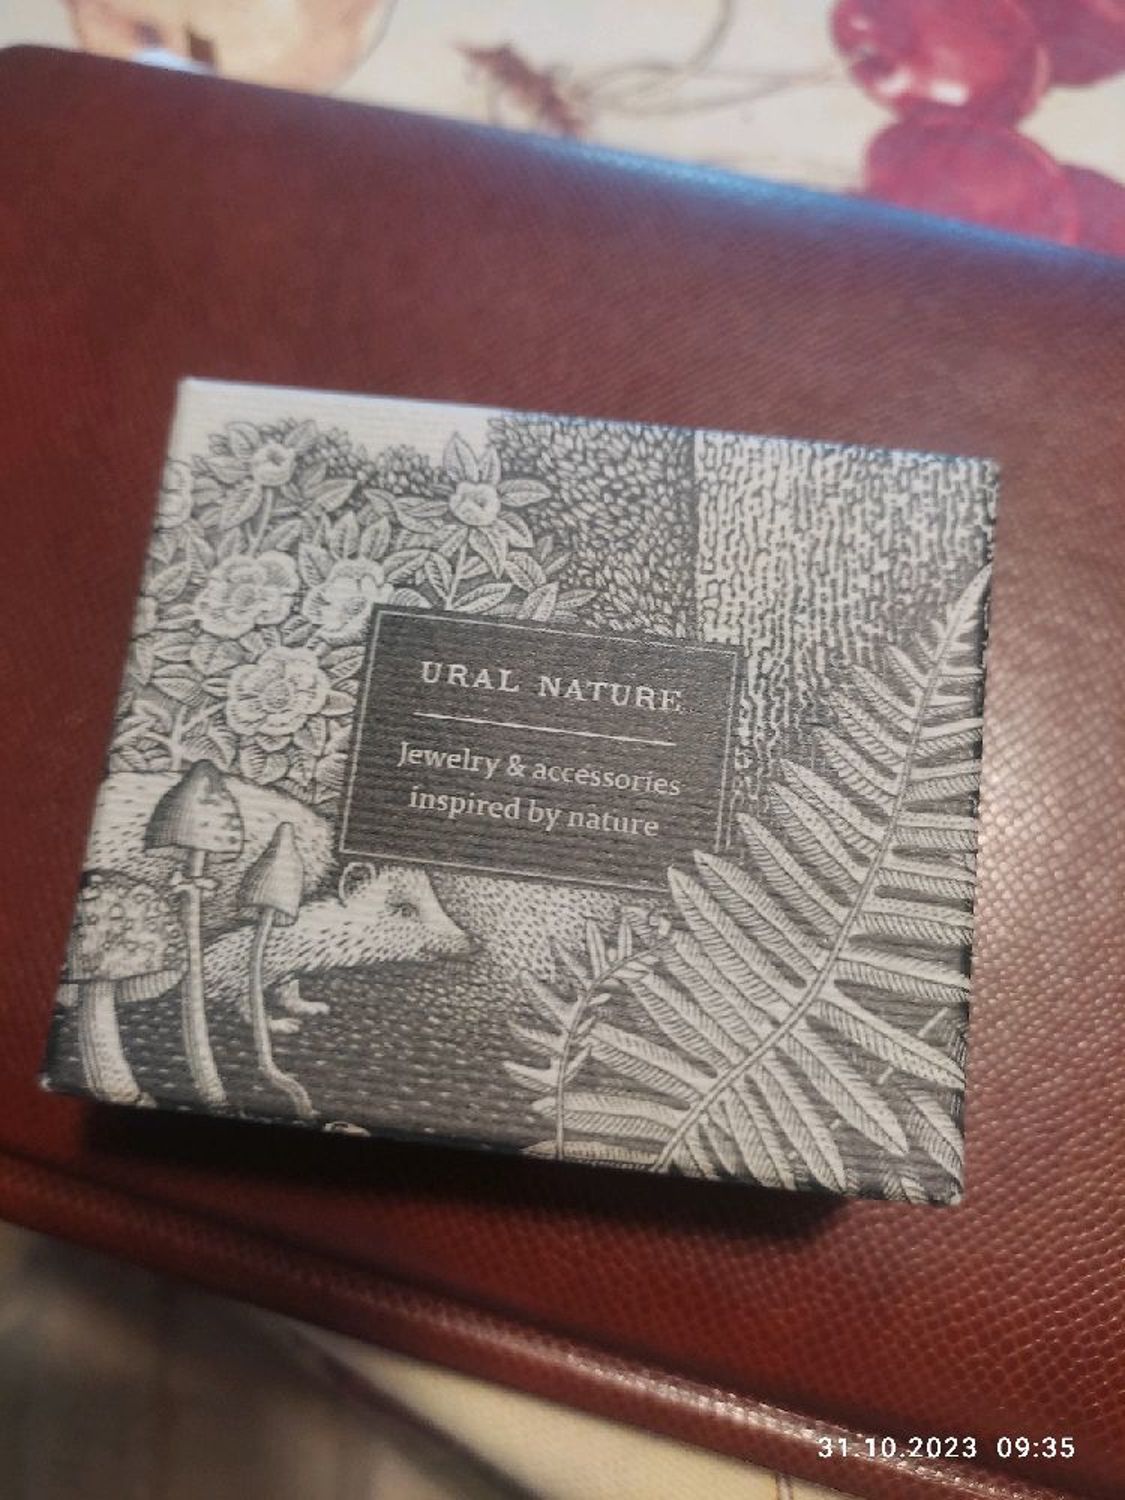 URAL NATURE
Jewelry & accessories
inspired by nature
31.10.2023 09:35